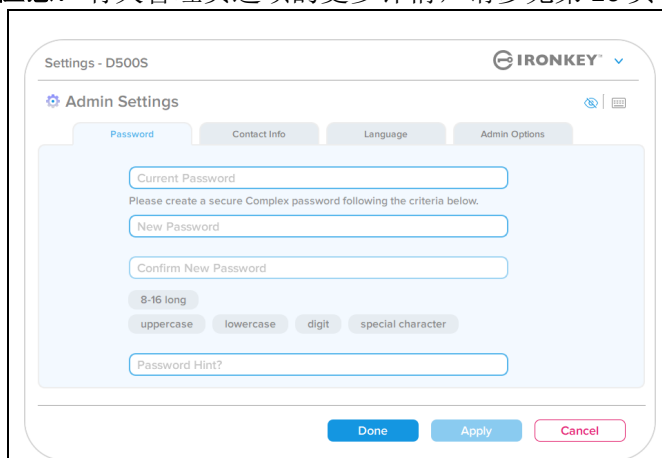 Settings - D500S
IRONKEY™
Admin Settings
Password Contact Info Language Admin Options
Current Password
Please create a secure Complex password following the criteria below.
New Password
Confirm New Password
8-16 long
uppercase lowercase digit special character
Password Hint?
Done Apply Cancel